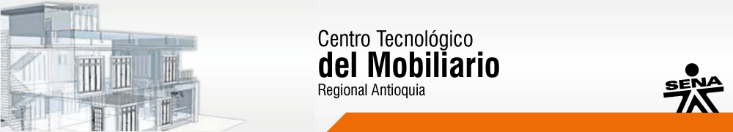 Centro Tecnológico
del Mobiliario
Regional Antioquia
SENA